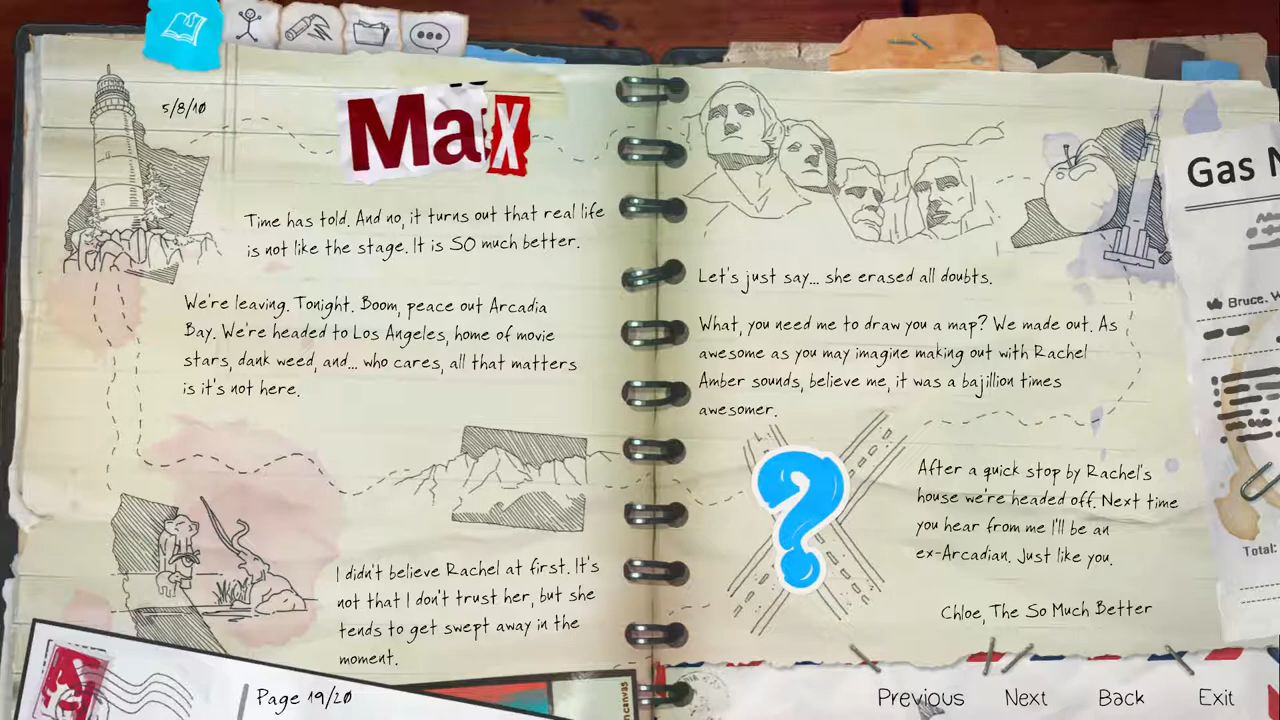 5/8/10
Max
Time has told. And no, it turns out that real life
is not like the stage. It is SO much better.
We're leaving. Tonight. Boom, peace out Arcadia
Bay. We're headed to Los Angeles, home of movie
stars, dank weed, and... who cares, all that matters
is it's not here.
I didn't believe Rachel at first. It's
not that I don't trust her, but she
tends to get swept away in the
moment.
Page 19/20
Let's just say... she erased all doubts.
What, you need me to draw you a map? We made out. As
awesome as you may imagine making out with Rachel
Amber sounds, believe me, it was a bajillion times
awesomer.
?
After a quick stop by Rachel's
house we're headed off. Next time
you hear from me I'll be an
ex-Arcadian. Just like you.
Chloe, The So Much Better
Gas
Bruce.
Total:
Previous Next Back Exit